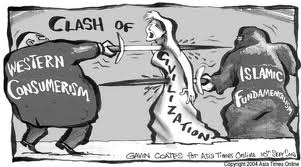 CLASH OF
CIVILIZATION
WESTERN
CONSUMERISM
ISLAMIC
FUNDAMENTALISM
GAVIN COATES for ASIA TIMES ONLINE
Copyright 2004 Asia Times Online